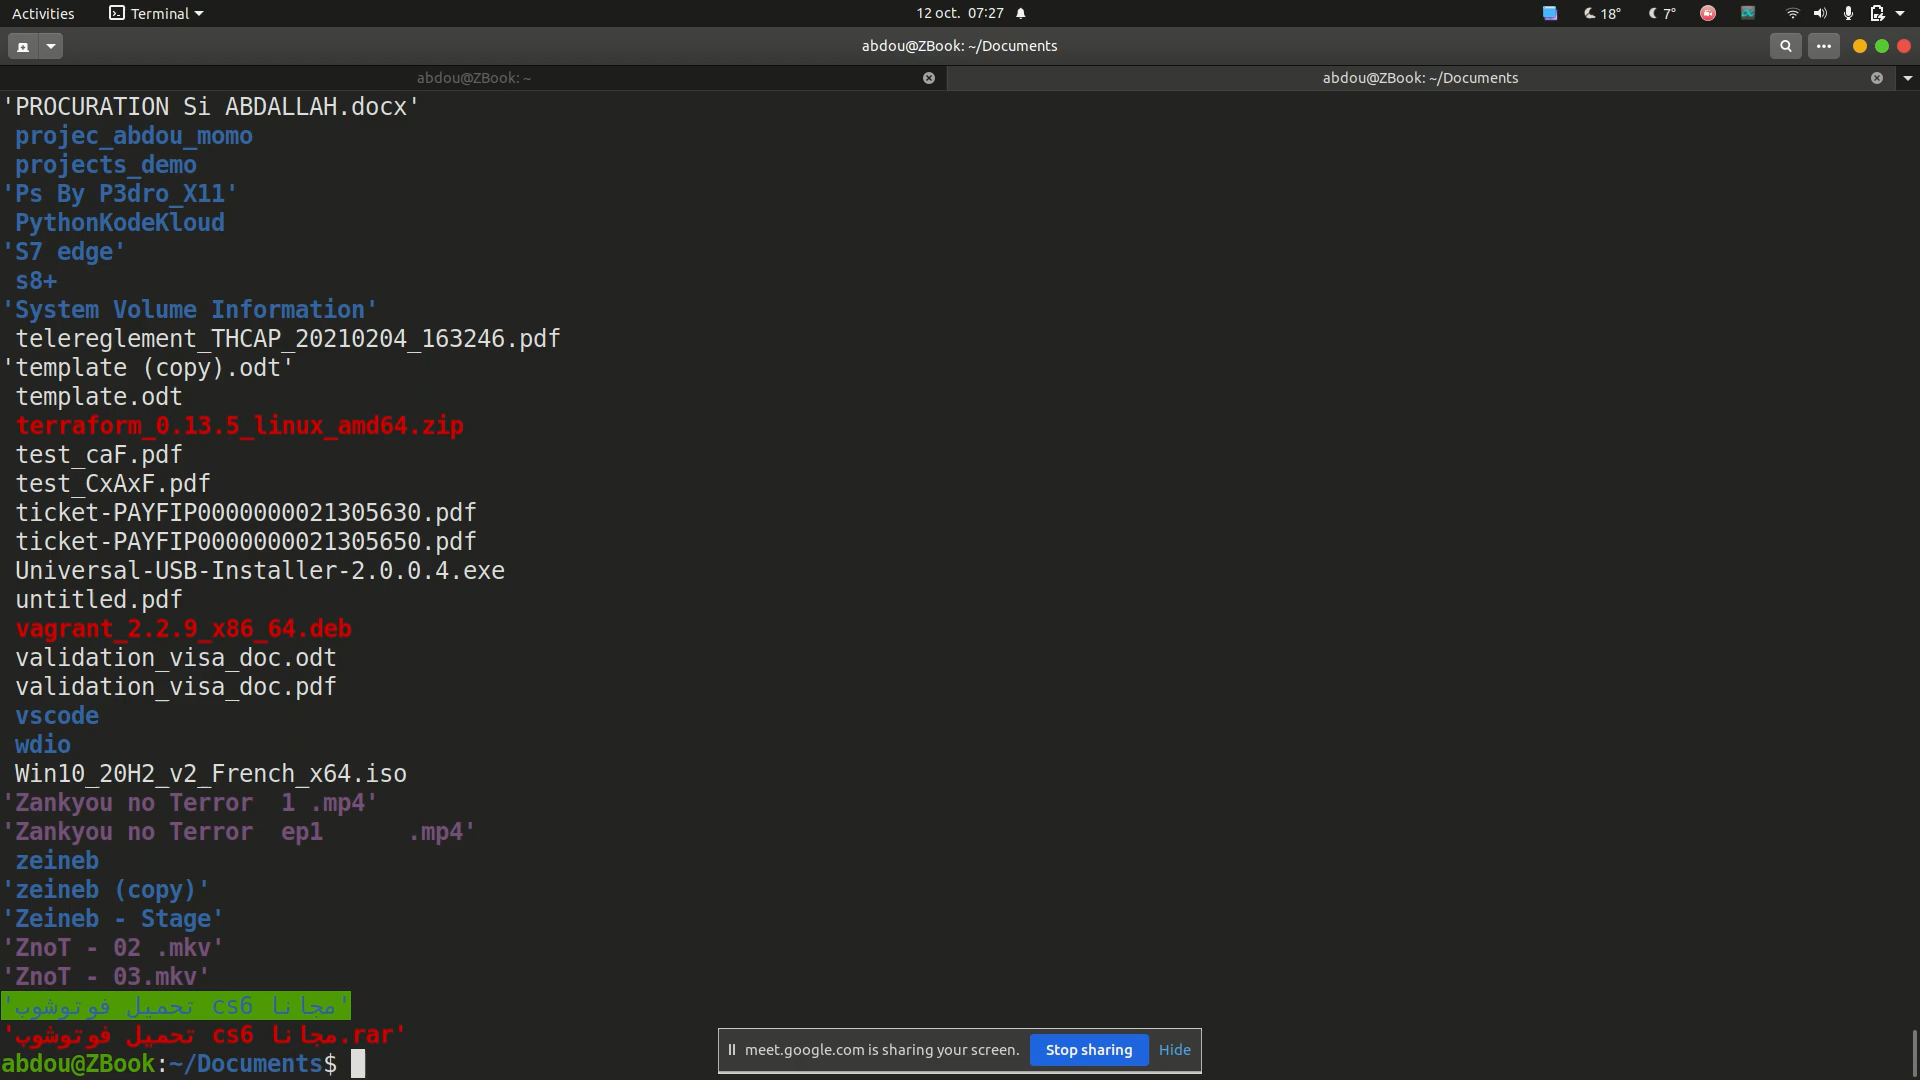 Activities Terminal 12 oct. 07:27 18° 7°
abdou@ZBook: ~/Documents
abdou@ZBook: ~ abdou@ZBook: ~/Documents
'PROCURATION Si ABDALLAH.docx'
projec_abdou_momo
projects_demo
'Ps By P3dro_X11'
PythonKodeKloud
'S7 edge'
s8+
'System Volume Information'
telereglement_THCAP_20210204_163246.pdf
'template (copy).odt'
template.odt
terraform_0.13.5_linux_amd64.zip
test_caF.pdf
test_CxAxF.pdf
ticket-PAYFIP0000000021305630.pdf
ticket-PAYFIP0000000021305650.pdf
Universal-USB-Installer-2.0.0.4.exe
untitled.pdf
vagrant_2.2.9_x86_64.deb
validation_visa_doc.odt
validation_visa_doc.pdf
vscode
wdio
Win10_20H2_v2_French_x64.iso
'Zankyou no Terror  1 .mp4'
'Zankyou no Terror  ep1      .mp4'
zeineb
'zeineb (copy)'
'Zeineb - Stage'
'ZnoT - 02 .mkv'
'ZnoT - 03.mkv'
'تحميل فوتوشوب cs6 مجانا'
'تحميل فوتوشوب cs6 مجانا.rar'
abdou@ZBook:~/Documents$
meet.google.com is sharing your screen. Stop sharing Hide